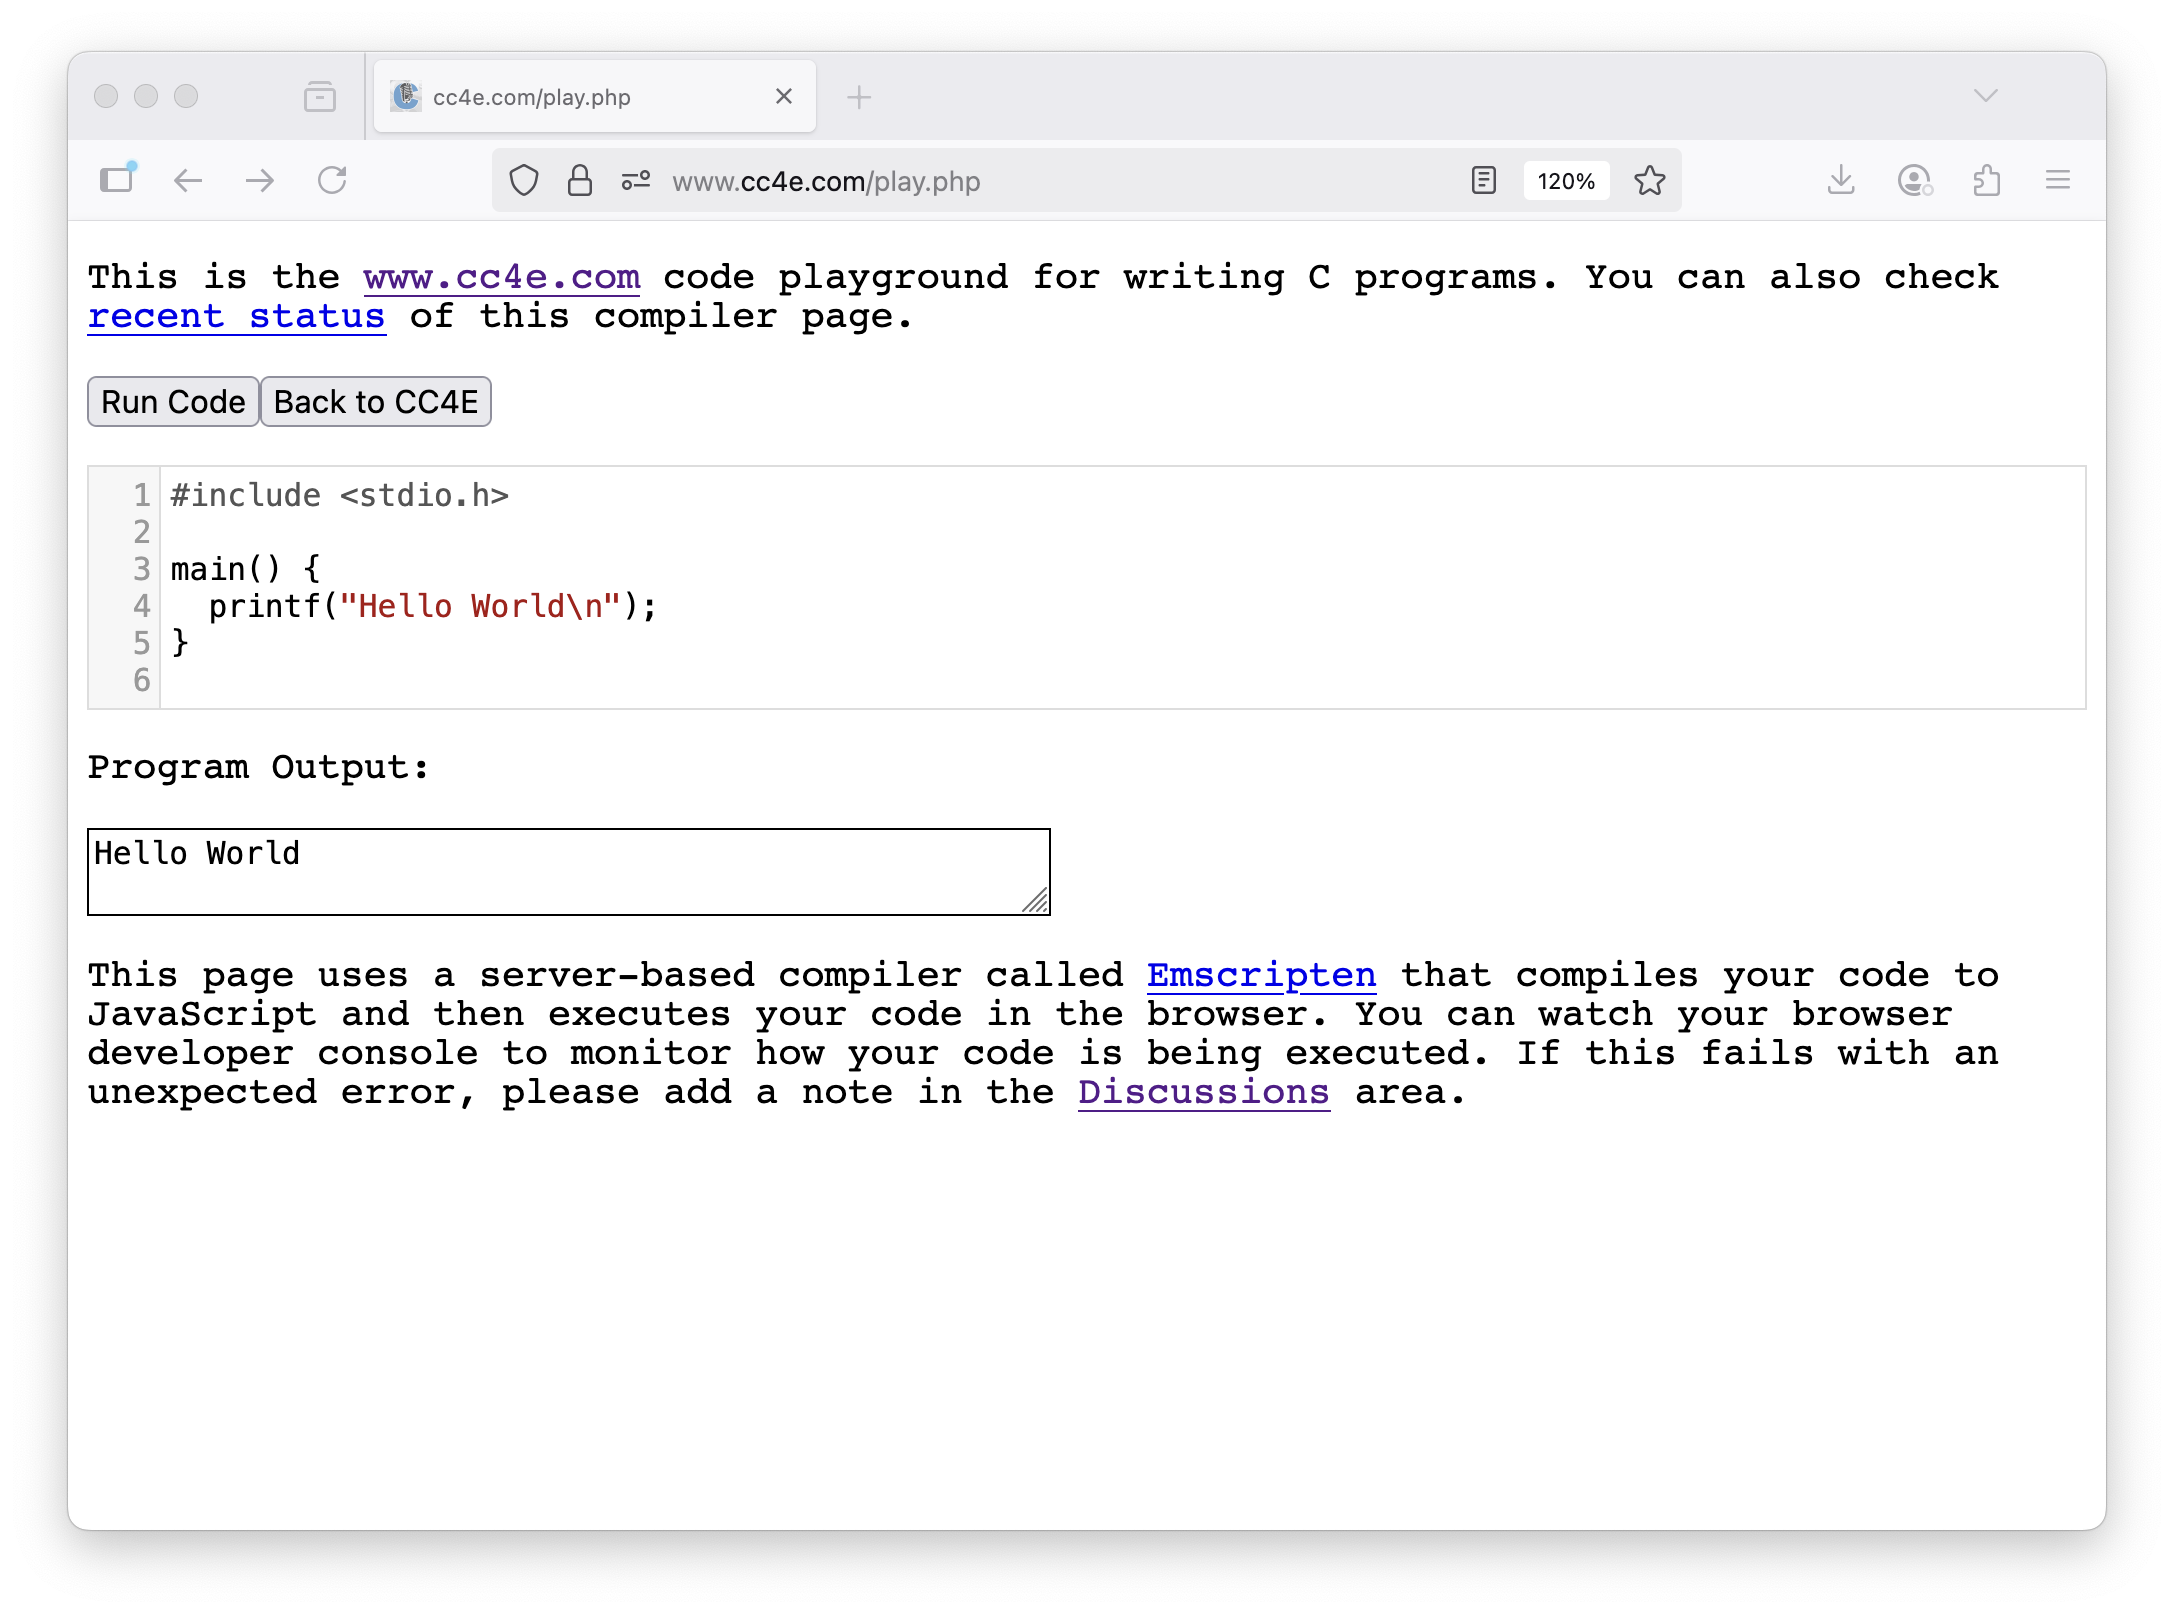 cc4e.com/play.php
www.cc4e.com/play.php
120%
This is the www.cc4e.com code playground for writing C programs. You can also check
recent status of this compiler page.
Run Code Back to CC4E
1 #include <stdio.h>
2
3 main() {
4   printf("Hello World\n");
5 }
6
Program Output:
Hello World
This page uses a server-based compiler called Emscripten that compiles your code to
JavaScript and then executes your code in the browser. You can watch your browser
developer console to monitor how your code is being executed. If this fails with an
unexpected error, please add a note in the Discussions area.